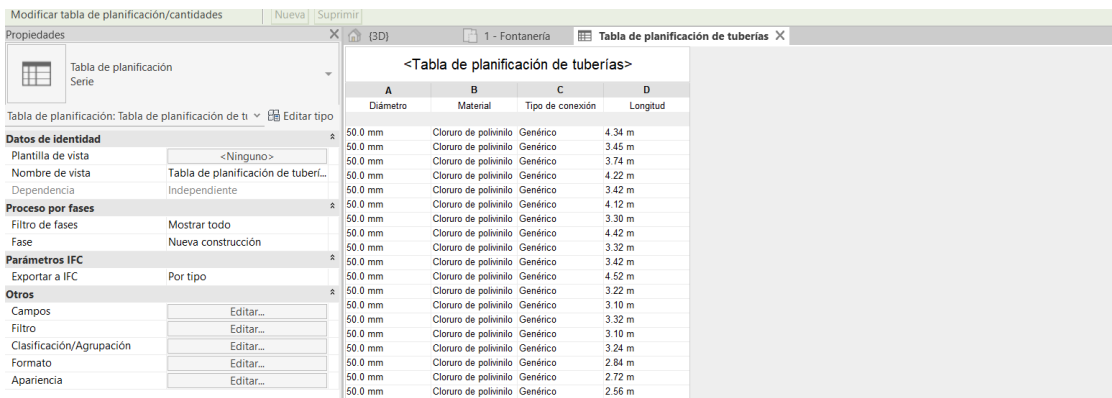 Modificar tabla de planificación/cantidades Nueva Suprimir
Propiedades
Tabla de planificación
Serie
Tabla de planificación: Tabla de planificación de tu Editar tipo
Datos de identidad
Plantilla de vista <Ninguno>
Nombre de vista Tabla de planificación de tuberí...
Dependencia Independiente
Proceso por fases
Filtro de fases Mostrar todo
Fase Nueva construcción
Parámetros IFC
Exportar a IFC Por tipo
Otros
Campos Editar...
Filtro Editar...
Clasificación/Agrupación Editar...
Formato Editar...
Apariencia Editar...
{3D} 1 - Fontanería Tabla de planificación de tuberías
<Tabla de planificación de tuberías>
A B C D
Diámetro Material Tipo de conexión Longitud
50.0 mm Cloruro de polivinilo Genérico 4.34 m
50.0 mm Cloruro de polivinilo Genérico 3.45 m
50.0 mm Cloruro de polivinilo Genérico 3.74 m
50.0 mm Cloruro de polivinilo Genérico 4.22 m
50.0 mm Cloruro de polivinilo Genérico 3.42 m
50.0 mm Cloruro de polivinilo Genérico 4.12 m
50.0 mm Cloruro de polivinilo Genérico 3.30 m
50.0 mm Cloruro de polivinilo Genérico 4.42 m
50.0 mm Cloruro de polivinilo Genérico 3.32 m
50.0 mm Cloruro de polivinilo Genérico 3.42 m
50.0 mm Cloruro de polivinilo Genérico 4.52 m
50.0 mm Cloruro de polivinilo Genérico 3.22 m
50.0 mm Cloruro de polivinilo Genérico 3.10 m
50.0 mm Cloruro de polivinilo Genérico 3.32 m
50.0 mm Cloruro de polivinilo Genérico 3.10 m
50.0 mm Cloruro de polivinilo Genérico 3.24 m
50.0 mm Cloruro de polivinilo Genérico 2.84 m
50.0 mm Cloruro de polivinilo Genérico 2.72 m
50.0 mm Cloruro de polivinilo Genérico 2.56 m